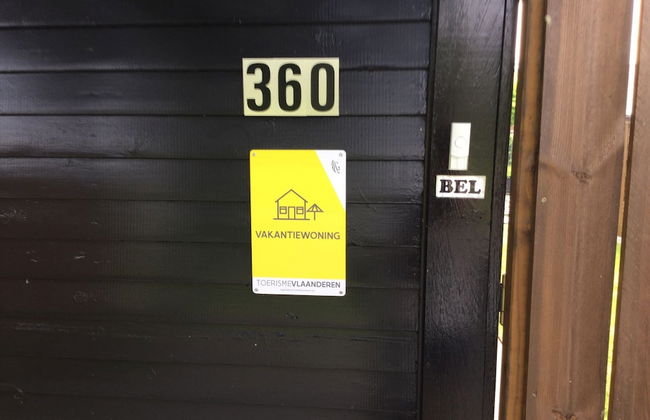 360
BEL
VAKANTIEWONING
TOERISMEVLAANDEREN